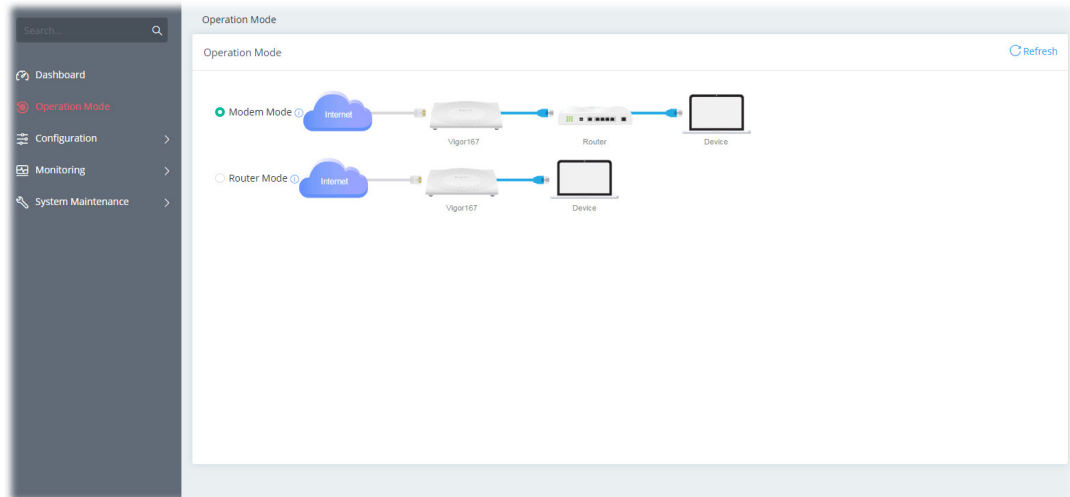 Search...
Dashboard
Operation Mode
Configuration
Monitoring
System Maintenance
Operation Mode
Operation Mode
Refresh
Modem Mode
Internet
Vigor167
Router
Device
Router Mode
Internet
Vigor167
Device